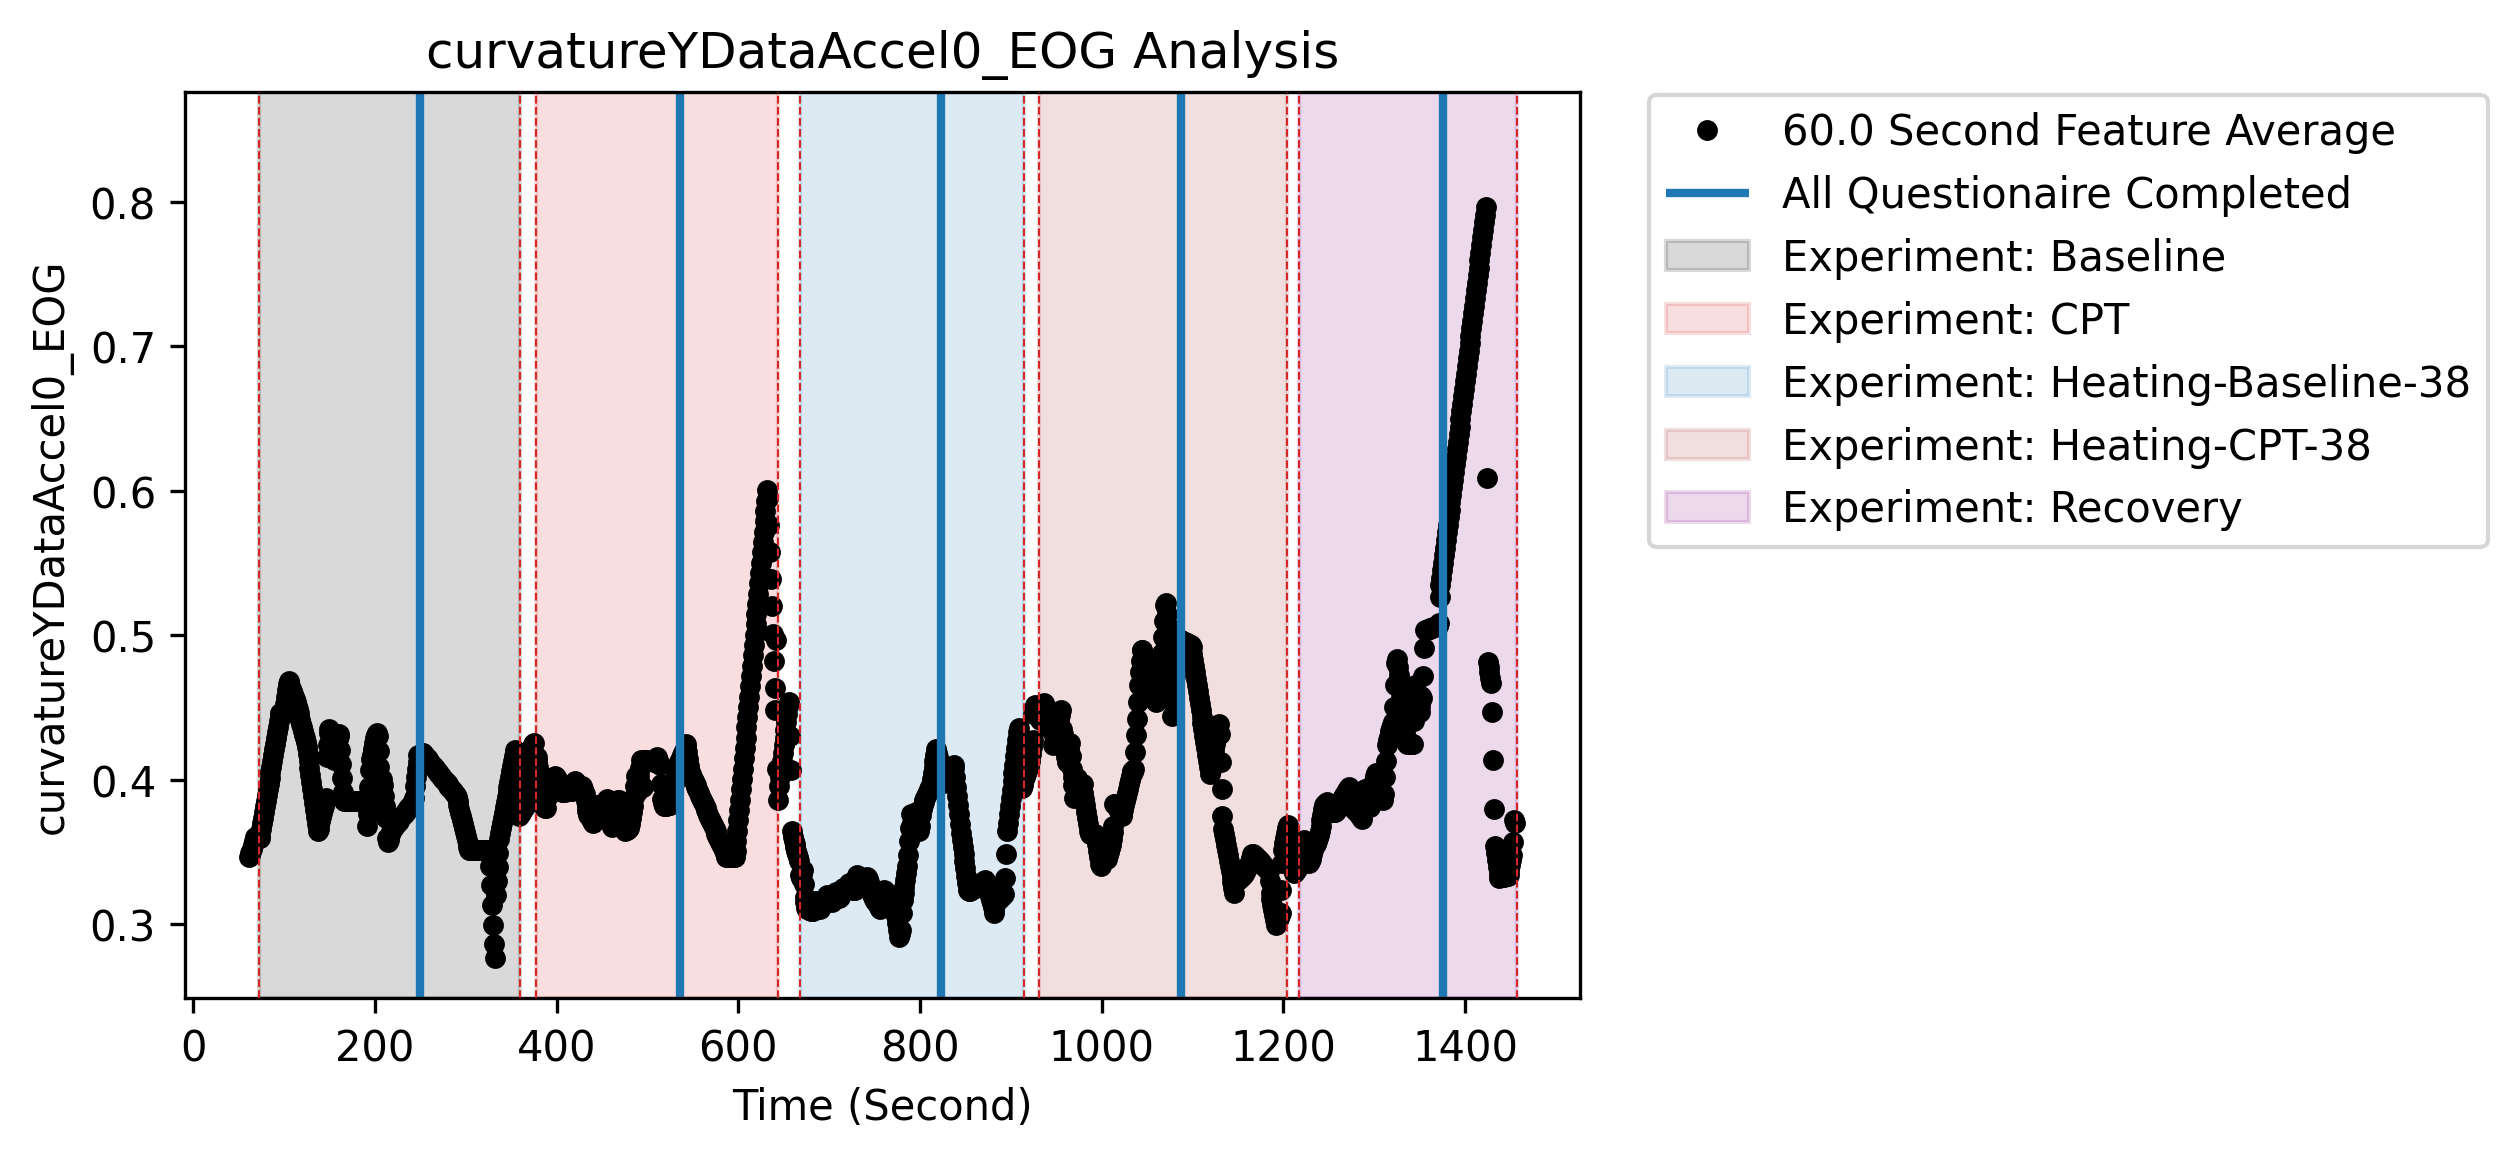 curvatureYDataAccel0_EOG Analysis
curvatureYDataAccel0_EOG
0.8
0.7
0.6
0.5
0.4
0.3
0 200 400 600 800 1000 1200 1400
Time (Second)
60.0 Second Feature Average
All Questionaire Completed
Experiment: Baseline
Experiment: CPT
Experiment: Heating-Baseline-38
Experiment: Heating-CPT-38
Experiment: Recovery